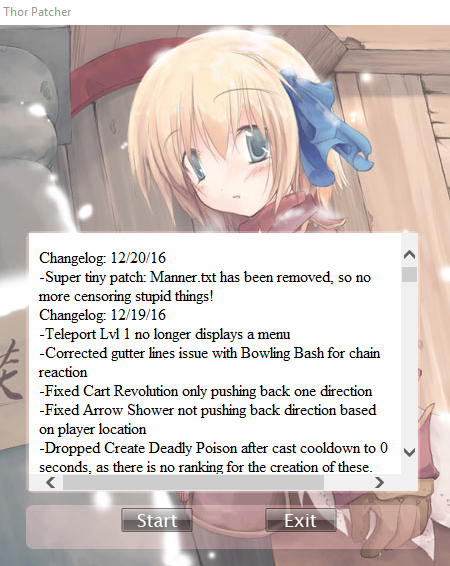 Thor Patcher
Changelog: 12/20/16
-Super tiny patch: Manner.txt has been removed, so no
more censoring stupid things!
Changelog: 12/19/16
-Teleport Lvl 1 no longer displays a menu
-Corrected gutter lines issue with Bowling Bash for chain
reaction
-Fixed Cart Revolution only pushing back one direction
-Fixed Arrow Shower not pushing back direction based
on player location
-Dropped Create Deadly Poison after cast cooldown to 0
seconds, as there is no ranking for the creation of these.
Start
Exit